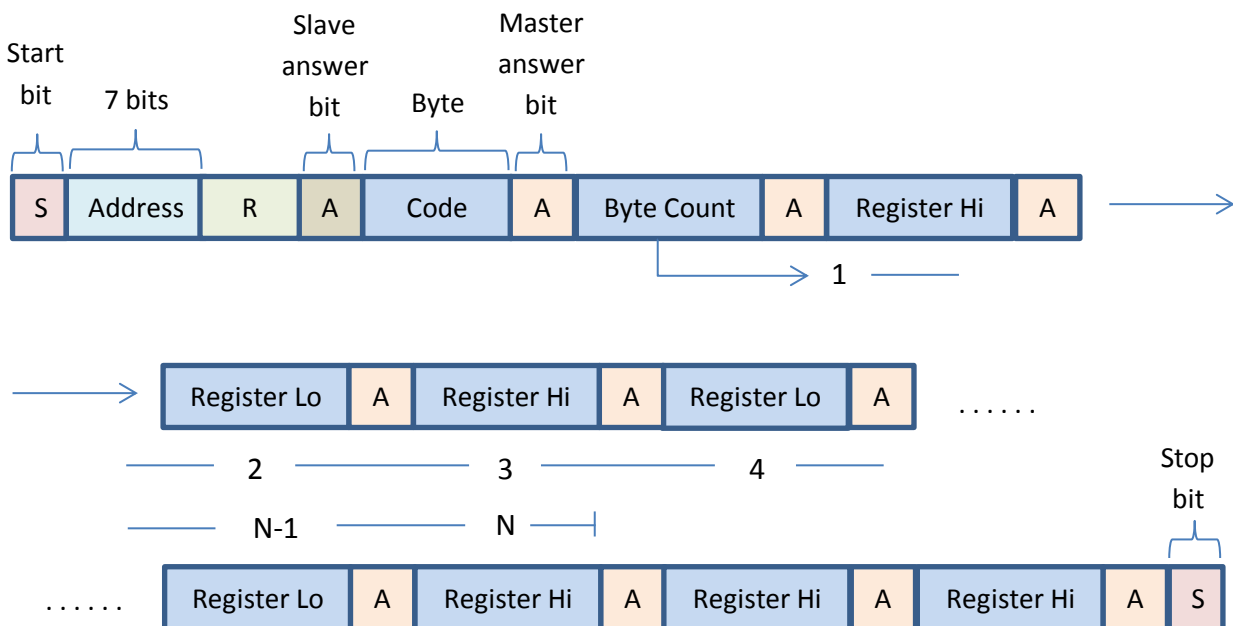 Start
bit
7 bits
Slave
answer
bit
Byte
Master
answer
bit
S Address R A Code A Byte Count A Register Hi A
1
Register Lo A Register Hi A Register Lo A ......
2 3 4
Stop
bit
N-1 N
...... Register Lo A Register Hi A Register Hi A Register Hi A S